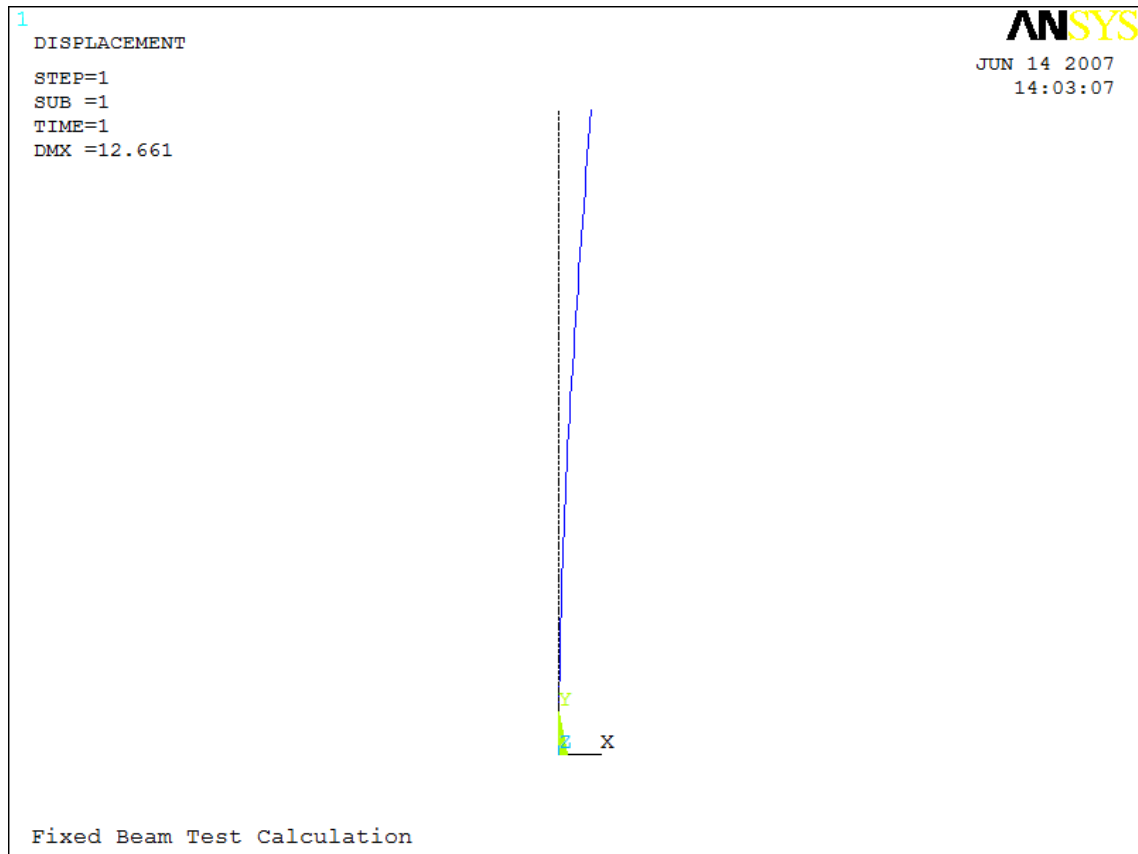 1
DISPLACEMENT
STEP=1
SUB =1
TIME=1
DMX =12.661
ANSYS
JUN 14 2007
14:03:07
Y
Z X
Fixed Beam Test Calculation